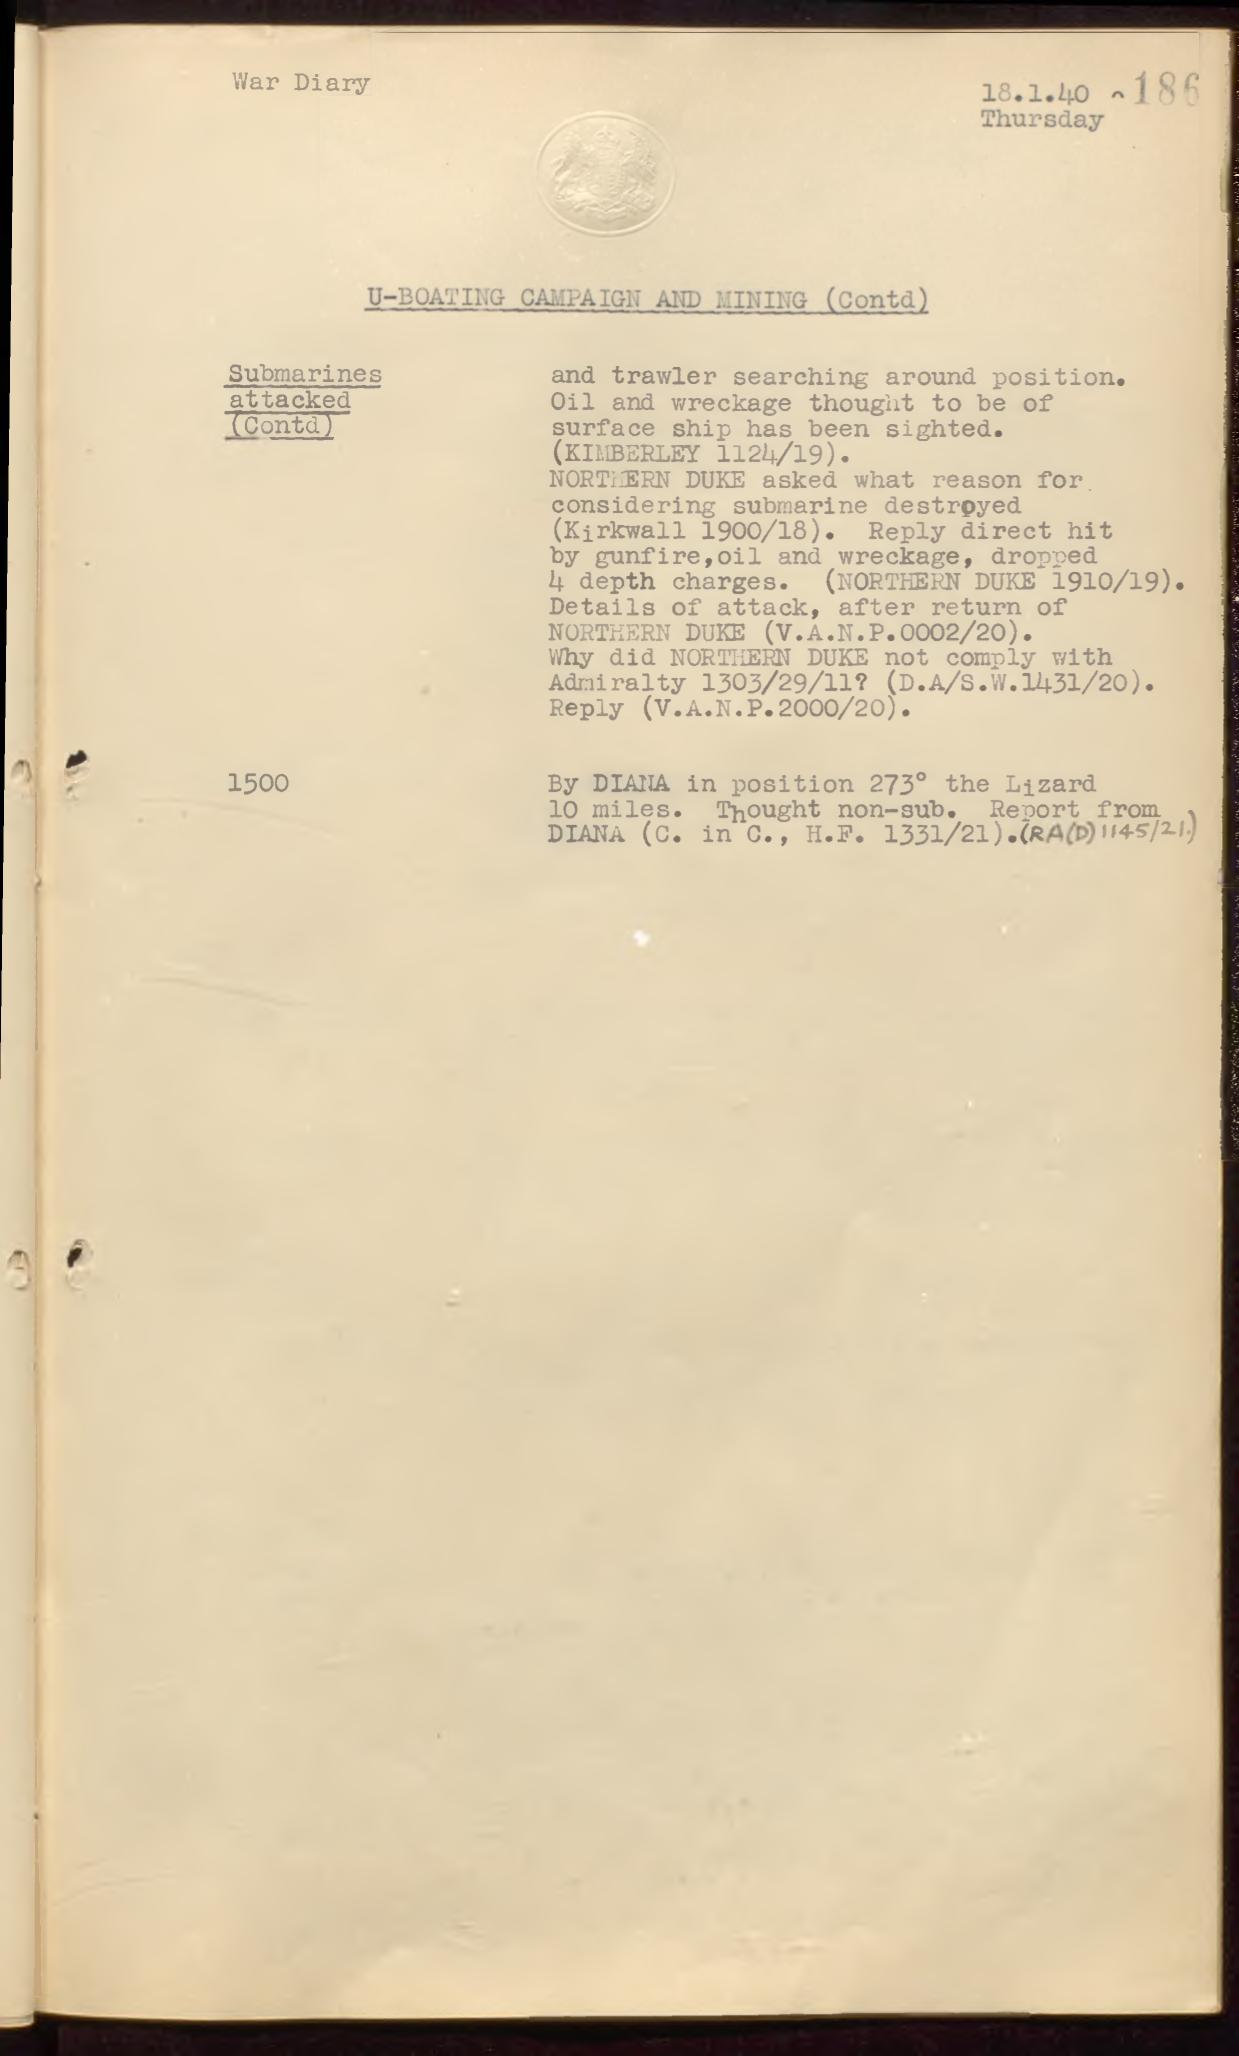 War Diary
18.1.40
186
Thursday
U-BOATING CAMPAIGN AND MINING (Contd)
Submarines
attacked
(Contd)
and trawler searching around position.
Oil and wreckage thought to be of
surface ship has been sighted.
(KIMBERLEY 1124/19).
NORTHERN DUKE asked what reason for
considering submarine destroyed
(Kirkwall 1900/18). Reply direct hit
by gunfire,oil and wreckage, dropped
4 depth charges. (NORTHERN DUKE 1910/19).
Details of attack, after return of
NORTHERN DUKE (V.A.N.P.0002/20).
Why did NORTHERN DUKE not comply with
Admiralty 1303/29/11? (D.A/S.W.1431/20).
Reply (V.A.N.P.2000/20).
1500
By DIANA in position 273° the Lizard
10 miles. Thought non-sub. Report from
DIANA (C. in C., H.F. 1331/21).(RA(D) 1145/21.)